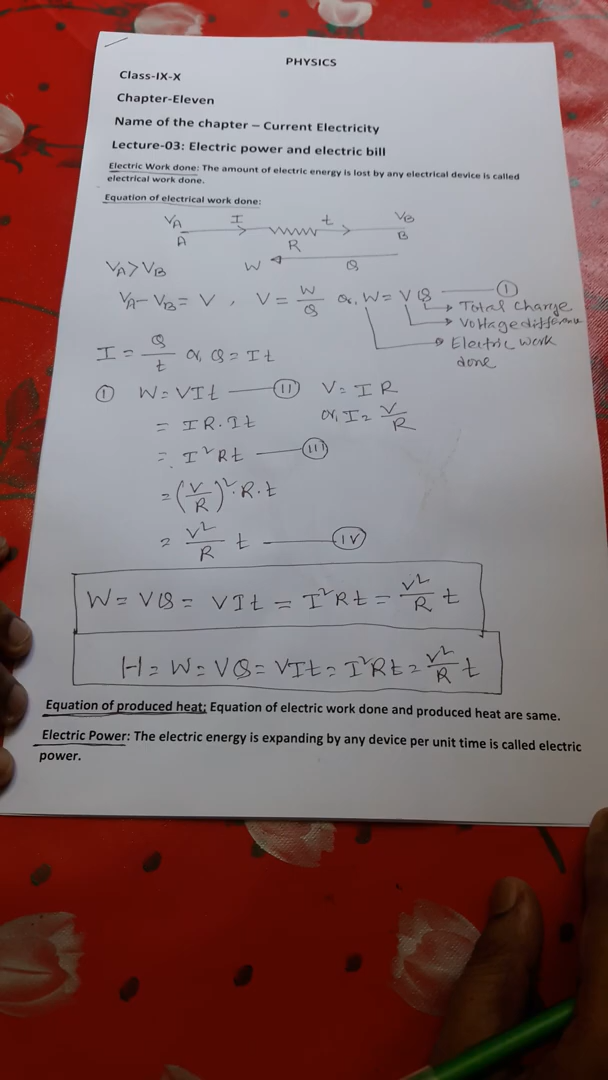 PHYSICS
Class-IX-X
Chapter-Eleven
Name of the chapter – Current Electricity
Lecture-03: Electric power and electric bill
Electric Work done: The amount of electric energy is lost by any electrical device is called
electrical work done.
Equation of electrical work done:
VA I t VB
A R B
VA > VB W Q
VA - VB = V , V = W/Q or, W = VQ — (I)
Total charge
Voltage difference
Electric work
done
I = Q/t or, Q = It
(I) W = VIt — (II) V = IR
= IR.It or, I = V/R
= I²Rt — (III)
= (V/R)².R.t
= V²/R t — (IV)
W = VQ = VIt = I²Rt = V²/R t
H = W = VQ = VIt = I²Rt = V²/R t
Equation of produced heat: Equation of electric work done and produced heat are same.
Electric Power: The electric energy is expanding by any device per unit time is called electric
power.